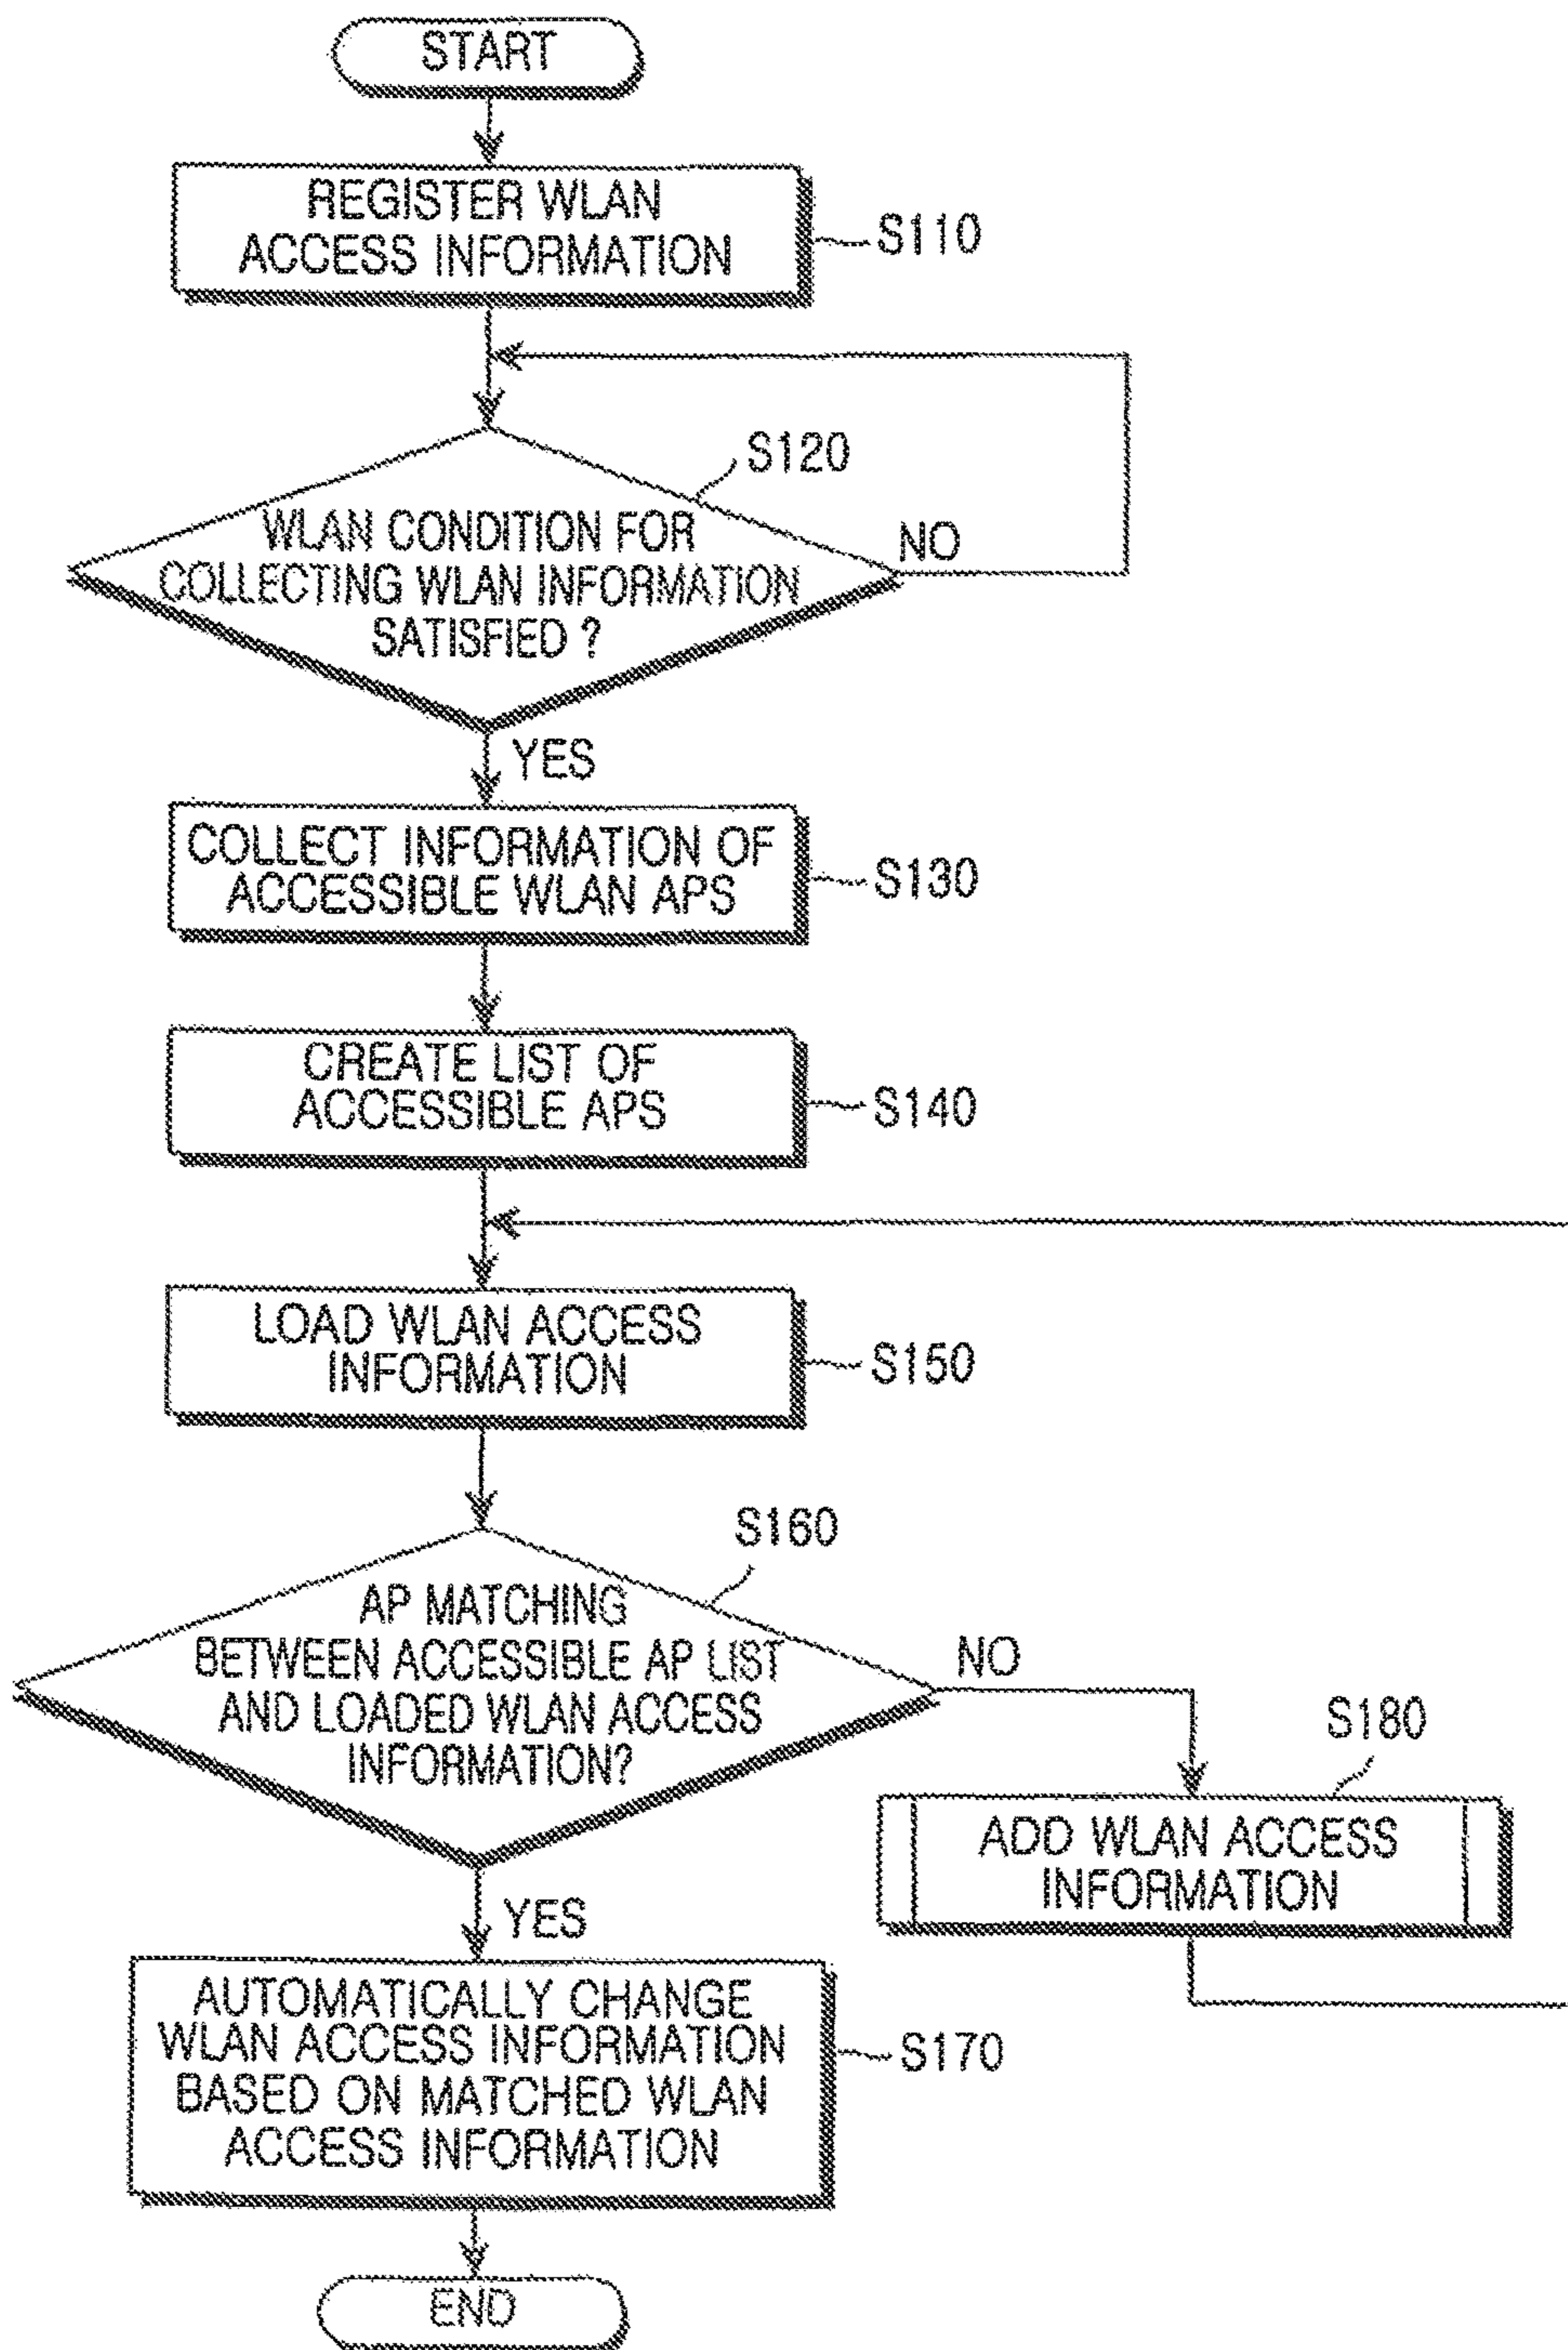 START
REGISTER WLAN
ACCESS INFORMATION
S110
S120
WLAN CONDITION FOR
COLLECTING WLAN INFORMATION
SATISFIED ?
NO
YES
COLLECT INFORMATION OF
ACCESSIBLE WLAN APS
S130
CREATE LIST OF
ACCESSIBLE APS
S140
LOAD WLAN ACCESS
INFORMATION
S150
S160
AP MATCHING
BETWEEN ACCESSIBLE AP LIST
AND LOADED WLAN ACCESS
INFORMATION?
NO
S180
ADD WLAN ACCESS
INFORMATION
YES
AUTOMATICALLY CHANGE
WLAN ACCESS INFORMATION
BASED ON MATCHED WLAN
ACCESS INFORMATION
S170
END